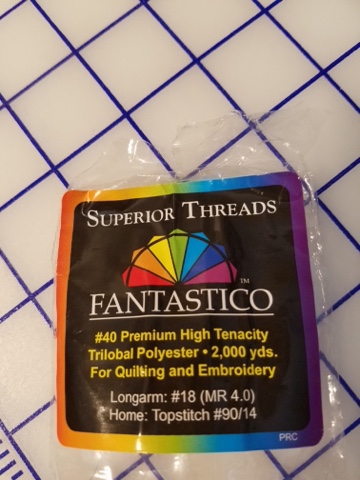 SUPERIOR THREADS
TM
FANTASTICO
#40 Premium High Tenacity
Trilobal Polyester • 2,000 yds.
For Quilting and Embroidery
Longarm: #18 (MR 4.0)
Home: Topstitch #90/14
PRC